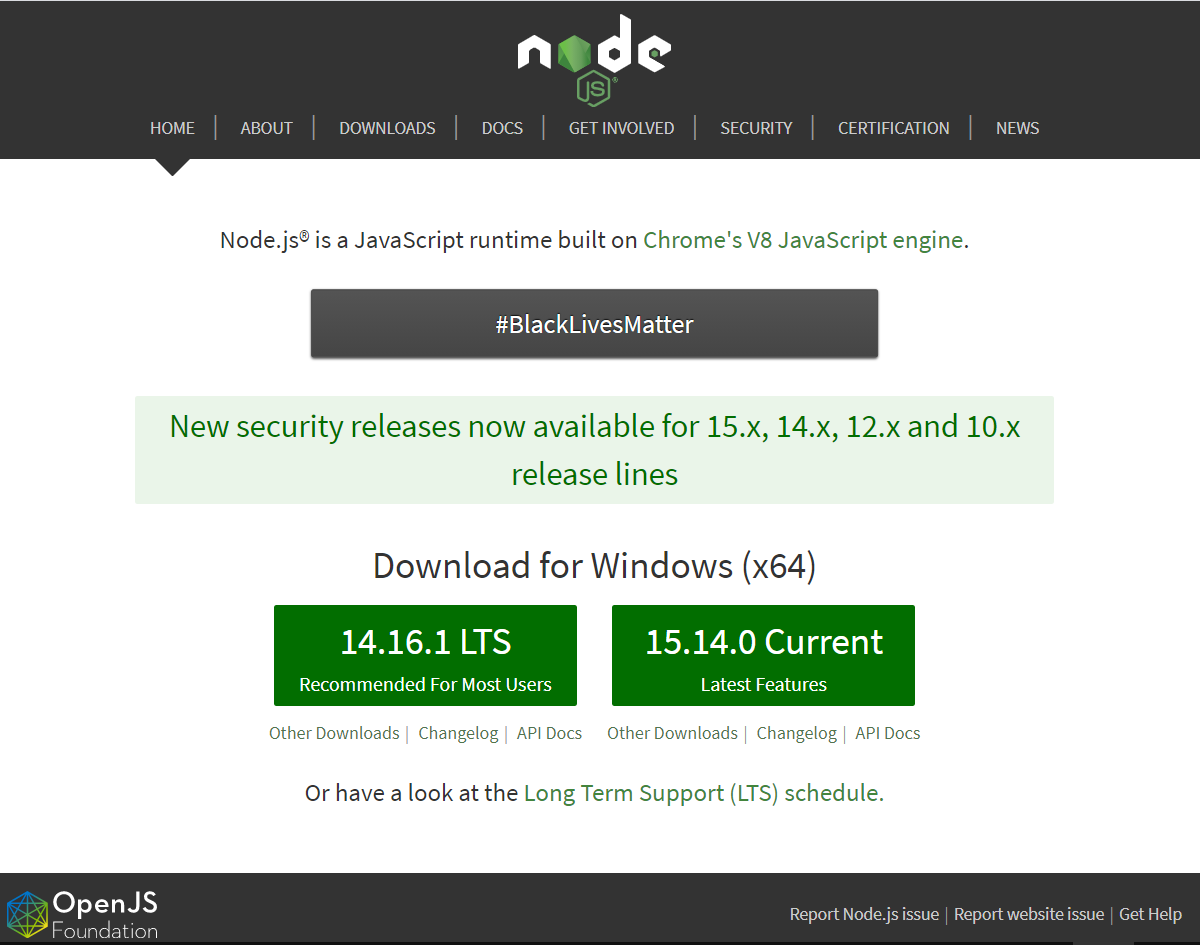 node
JS®
HOME | ABOUT | DOWNLOADS | DOCS | GET INVOLVED | SECURITY | CERTIFICATION | NEWS
Node.js® is a JavaScript runtime built on Chrome's V8 JavaScript engine.
#BlackLivesMatter
New security releases now available for 15.x, 14.x, 12.x and 10.x
release lines
Download for Windows (x64)
14.16.1 LTS
Recommended For Most Users
15.14.0 Current
Latest Features
Other Downloads | Changelog | API Docs
Other Downloads | Changelog | API Docs
Or have a look at the Long Term Support (LTS) schedule.
OpenJS
Foundation
Report Node.js issue | Report website issue | Get Help